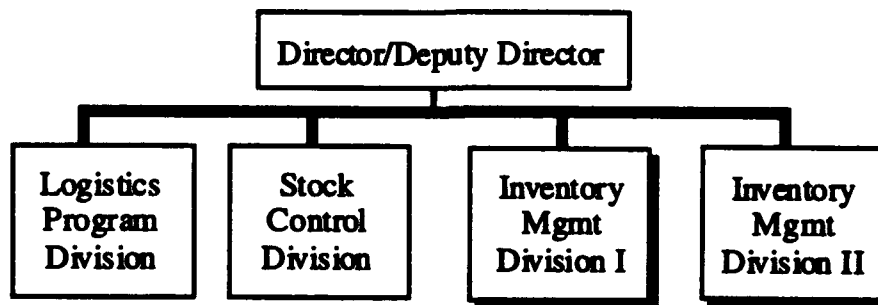 Director/Deputy Director
Logistics
Program
Division
Stock
Control
Division
Inventory
Mgmt
Division I
Inventory
Mgmt
Division II